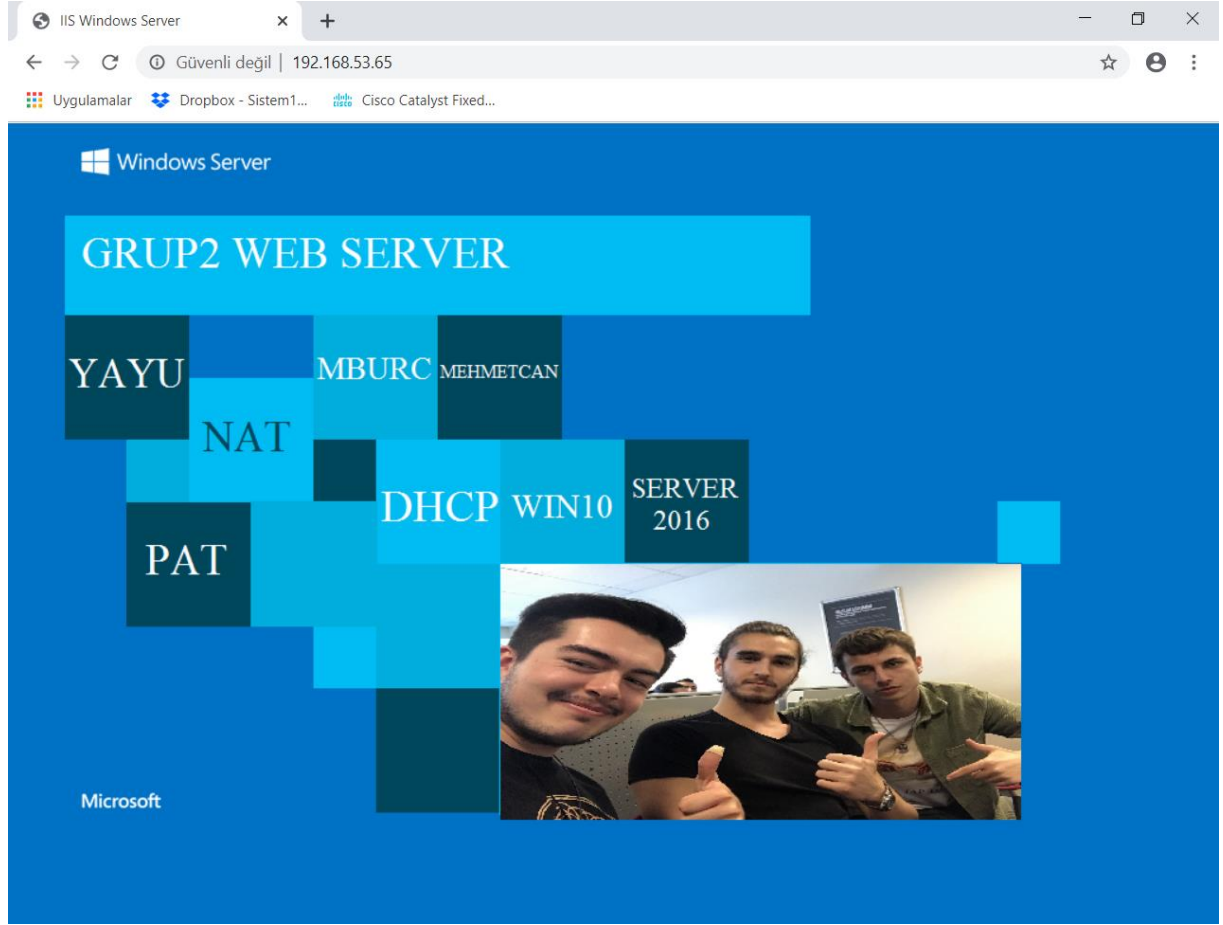 IIS Windows Server
Güvenli değil | 192.168.53.65
Uygulamalar Dropbox - Sistem1... Cisco Catalyst Fixed...
Windows Server
GRUP2 WEB SERVER
YAYU
MBURC
MEHMETCAN
NAT
DHCP
WIN10
SERVER
2016
PAT
Microsoft